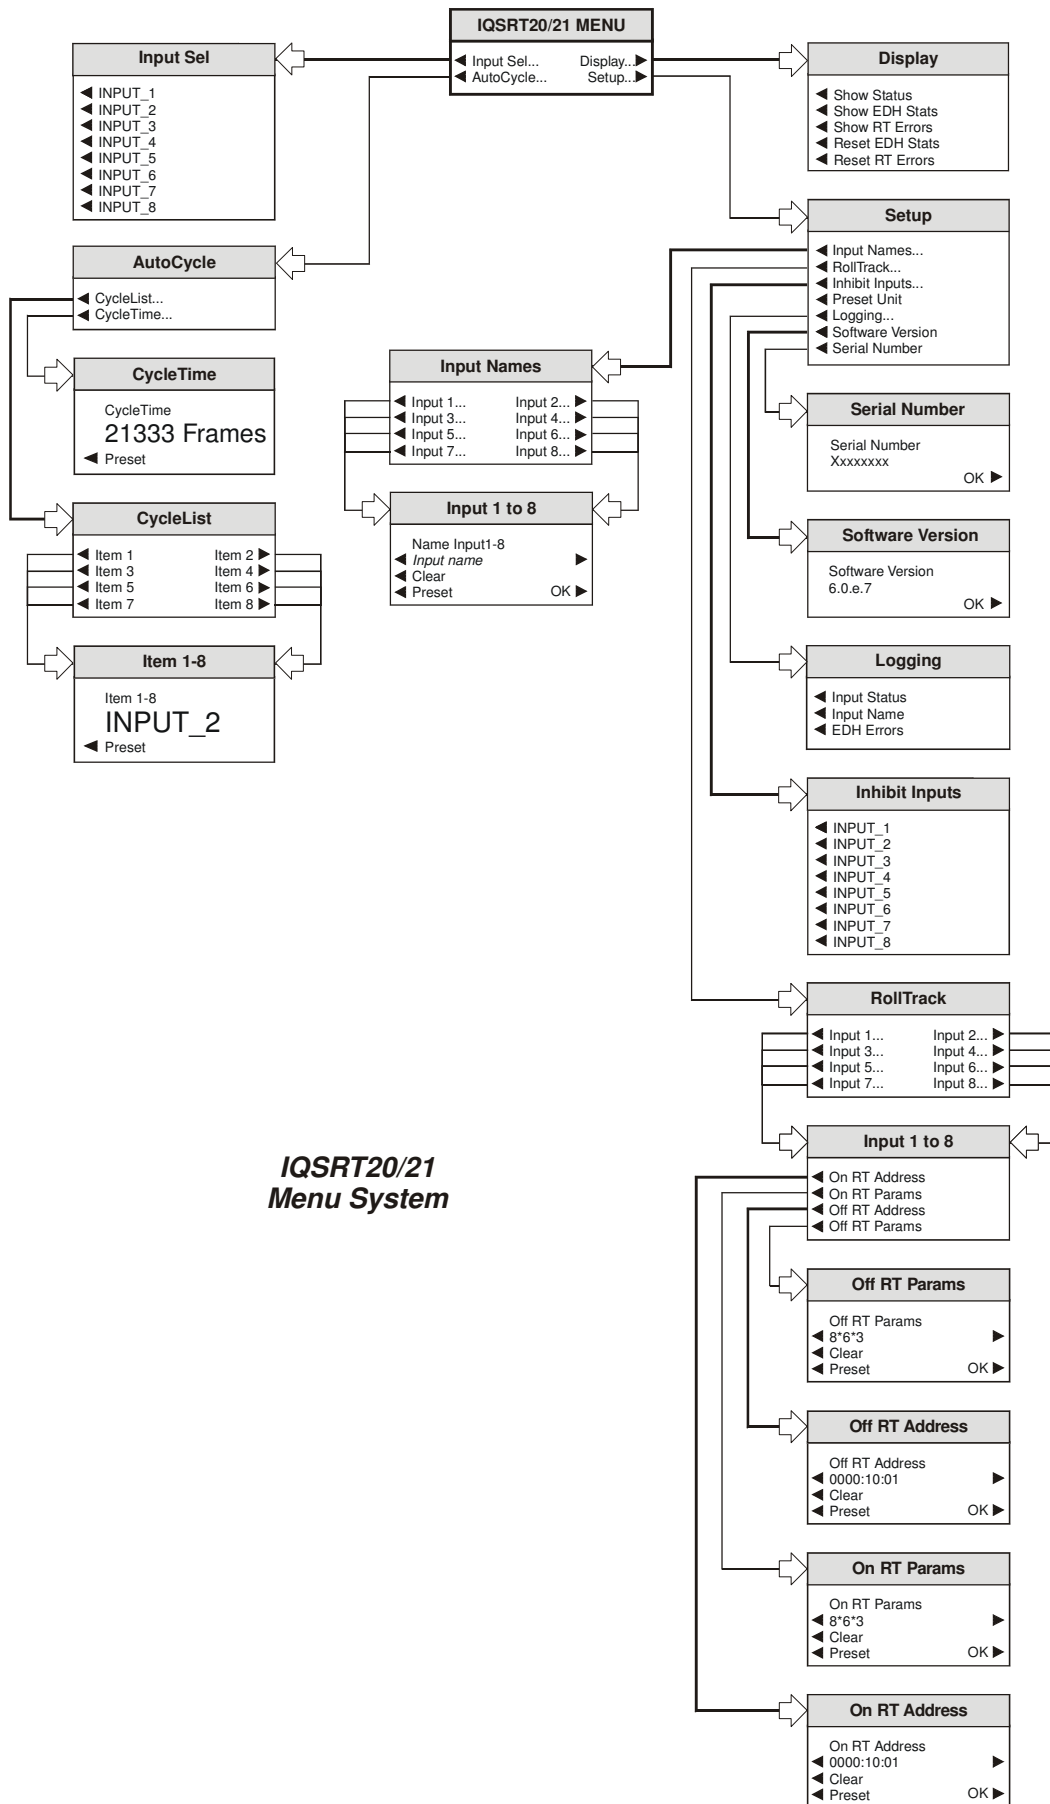 IQSRT20/21 MENU
Input Sel... Display...
AutoCycle... Setup...
Input Sel
INPUT_1
INPUT_2
INPUT_3
INPUT_4
INPUT_5
INPUT_6
INPUT_7
INPUT_8
Display
Show Status
Show EDH Stats
Show RT Errors
Reset EDH Stats
Reset RT Errors
AutoCycle
CycleList...
CycleTime...
Setup
Input Names...
RollTrack...
Inhibit Inputs...
Preset Unit
Logging...
Software Version
Serial Number
CycleTime
CycleTime
21333 Frames
Preset
Input Names
Input 1... Input 2...
Input 3... Input 4...
Input 5... Input 6...
Input 7... Input 8...
Serial Number
Serial Number
Xxxxxxxx
OK
CycleList
Item 1 Item 2
Item 3 Item 4
Item 5 Item 6
Item 7 Item 8
Input 1 to 8
Name Input1-8
Input name
Clear
Preset OK
Software Version
Software Version
6.0.e.7
OK
Item 1-8
Item 1-8
INPUT_2
Preset
Logging
Input Status
Input Name
EDH Errors
Inhibit Inputs
INPUT_1
INPUT_2
INPUT_3
INPUT_4
INPUT_5
INPUT_6
INPUT_7
INPUT_8
RollTrack
Input 1... Input 2...
Input 3... Input 4...
Input 5... Input 6...
Input 7... Input 8...
IQSRT20/21
Menu System
Input 1 to 8
On RT Address
On RT Params
Off RT Address
Off RT Params
Off RT Params
Off RT Params
8*6*3
Clear
Preset OK
Off RT Address
Off RT Address
0000:10:01
Clear
Preset OK
On RT Params
On RT Params
8*6*3
Clear
Preset OK
On RT Address
On RT Address
0000:10:01
Clear
Preset OK